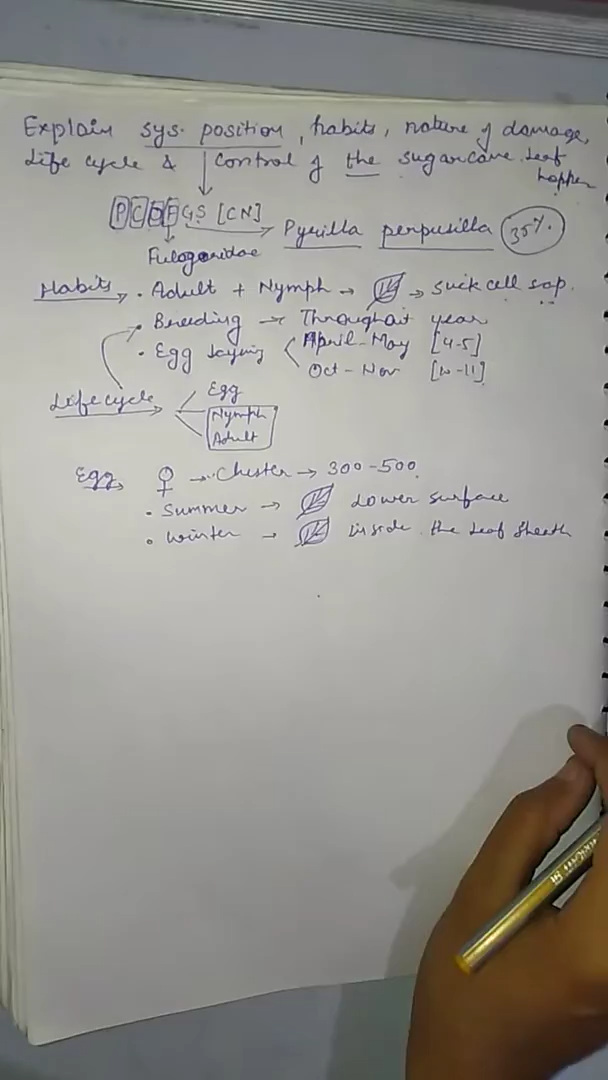 Explain sys. position, habits, nature of damage,
Life cycle & control of the sugarcane leaf
hopper
PCOFGS [CN]
Pyrilla perpusilla 35%.
Fulogoridae
Habits → • Adult + Nymph → → Suck cell sap.
• Breeding → Throughout year
• Egg laying April-May [4-5]
Oct-Nov [10-11]
Life cycle → Egg
Nymph
Adult
Egg → ♀ → Cluster → 300-500
• Summer → Lower surface
• Winter → inside the leaf sheath